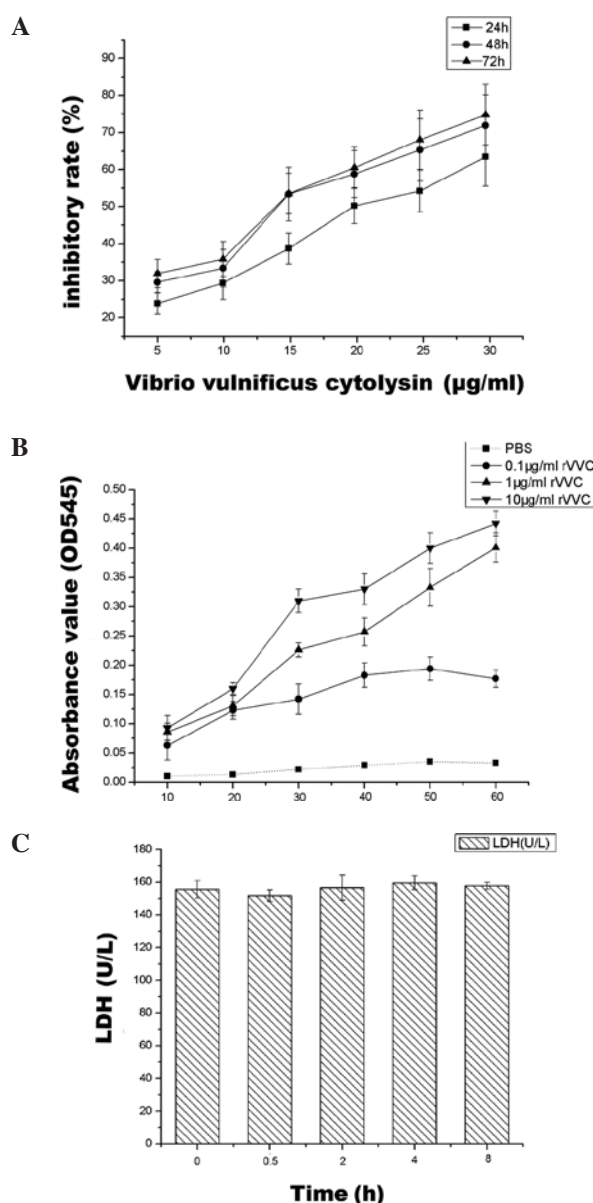 A
24h
48h
72h
inhibitory rate (%)
90
80
70
60
50
40
30
20
5 10 15 20 25 30
Vibrio vulnificus cytolysin (µg/ml)
B
PBS
0.1µg/ml rVVC
1µg/ml rVVC
10µg/ml rVVC
Absorbance value (OD545)
0.50
0.45
0.40
0.35
0.30
0.25
0.20
0.15
0.10
0.05
0.00
10 20 30 40 50 60
C
LDH(U/L)
LDH (U/L)
180
160
140
120
100
80
60
40
20
0
0 0.5 2 4 8
Time (h)